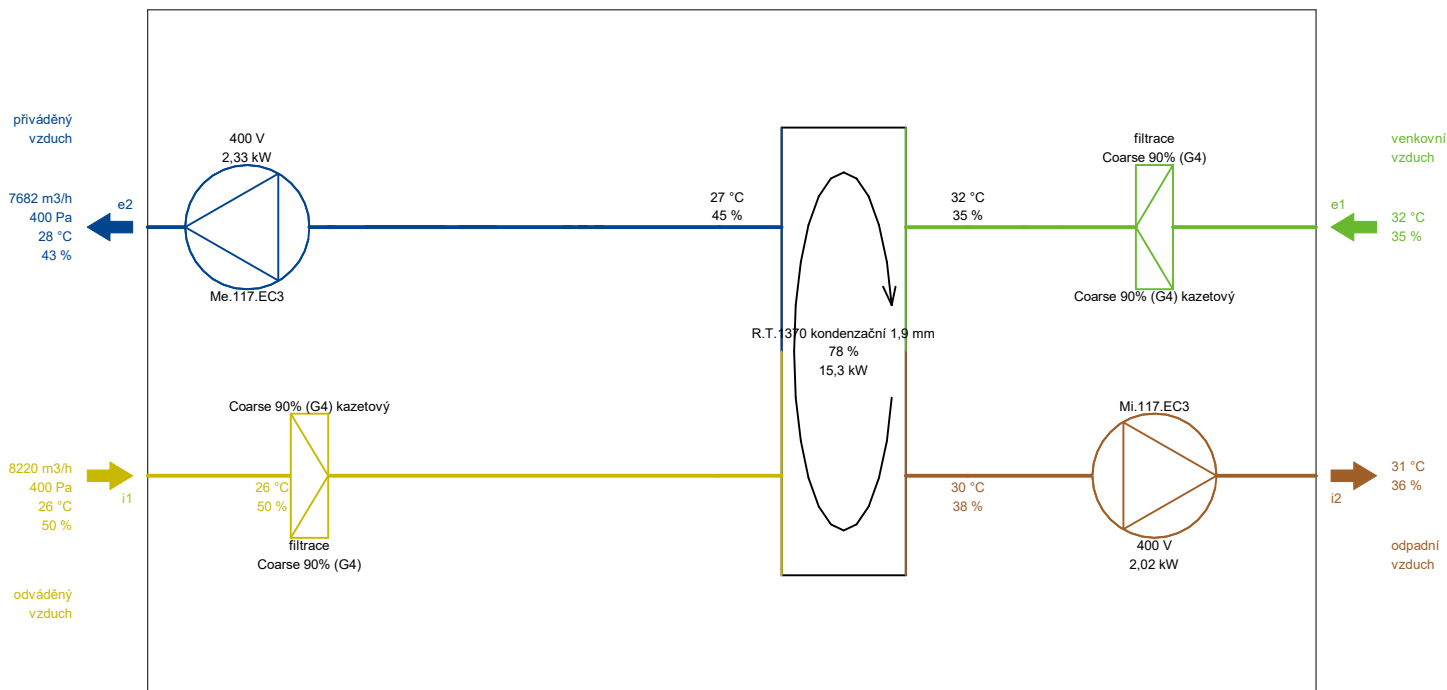 přiváděný
vzduch
7682 m3/h
400 Pa
28 °C
43 %
e2
400 V
2,33 kW
Me.117.EC3
27 °C
45 %
32 °C
35 %
filtrace
Coarse 90% (G4)
Coarse 90% (G4) kazetový
venkovní
vzduch
e1
32 °C
35 %
R.T.1370 kondenzační 1,9 mm
78 %
15,3 kW
8220 m3/h
400 Pa
26 °C
50 %
i1
odváděný
vzduch
Coarse 90% (G4) kazetový
26 °C
50 %
filtrace
Coarse 90% (G4)
30 °C
38 %
Mi.117.EC3
400 V
2,02 kW
31 °C
36 %
i2
odpadní
vzduch